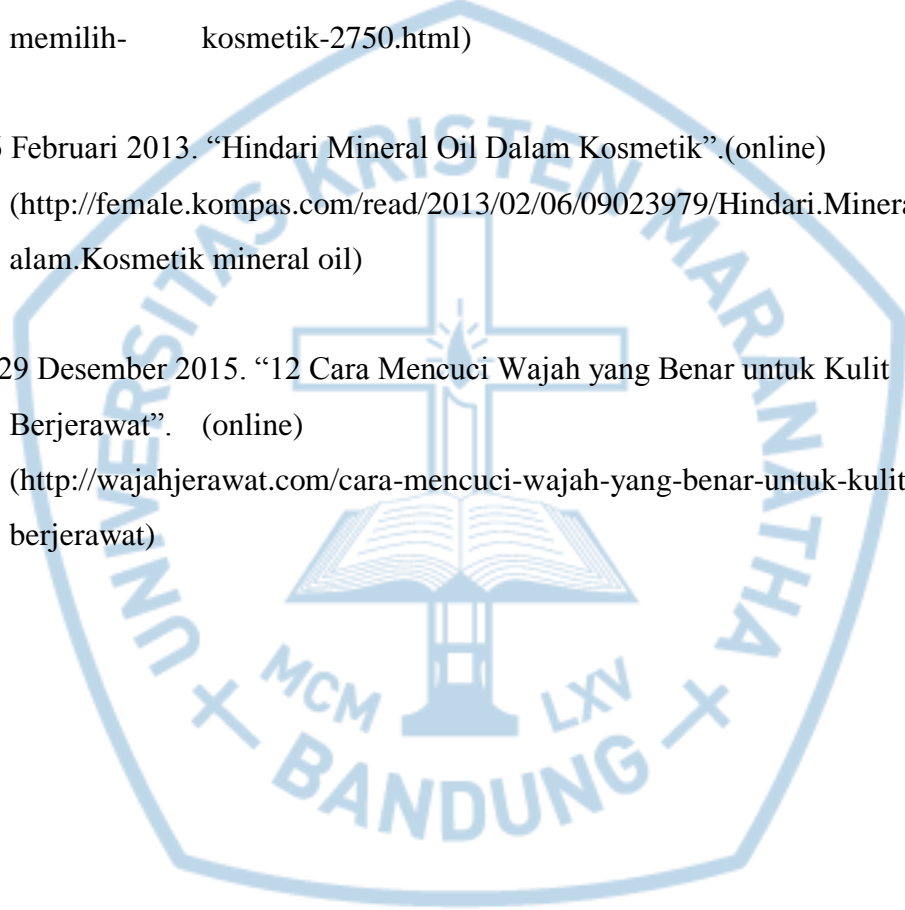 memilih- kosmetik-2750.html)
Februari 2013. “Hindari Mineral Oil Dalam Kosmetik”.(online)
(http://female.kompas.com/read/2013/02/06/09023979/Hindari.Minera
alam.Kosmetik mineral oil)
29 Desember 2015. “12 Cara Mencuci Wajah yang Benar untuk Kulit
Berjerawat”. (online)
(http://wajahjerawat.com/cara-mencuci-wajah-yang-benar-untuk-kulit
berjerawat)
UNIVERSITAS KRISTEN MARANATHA
MCM LXV
BANDUNG